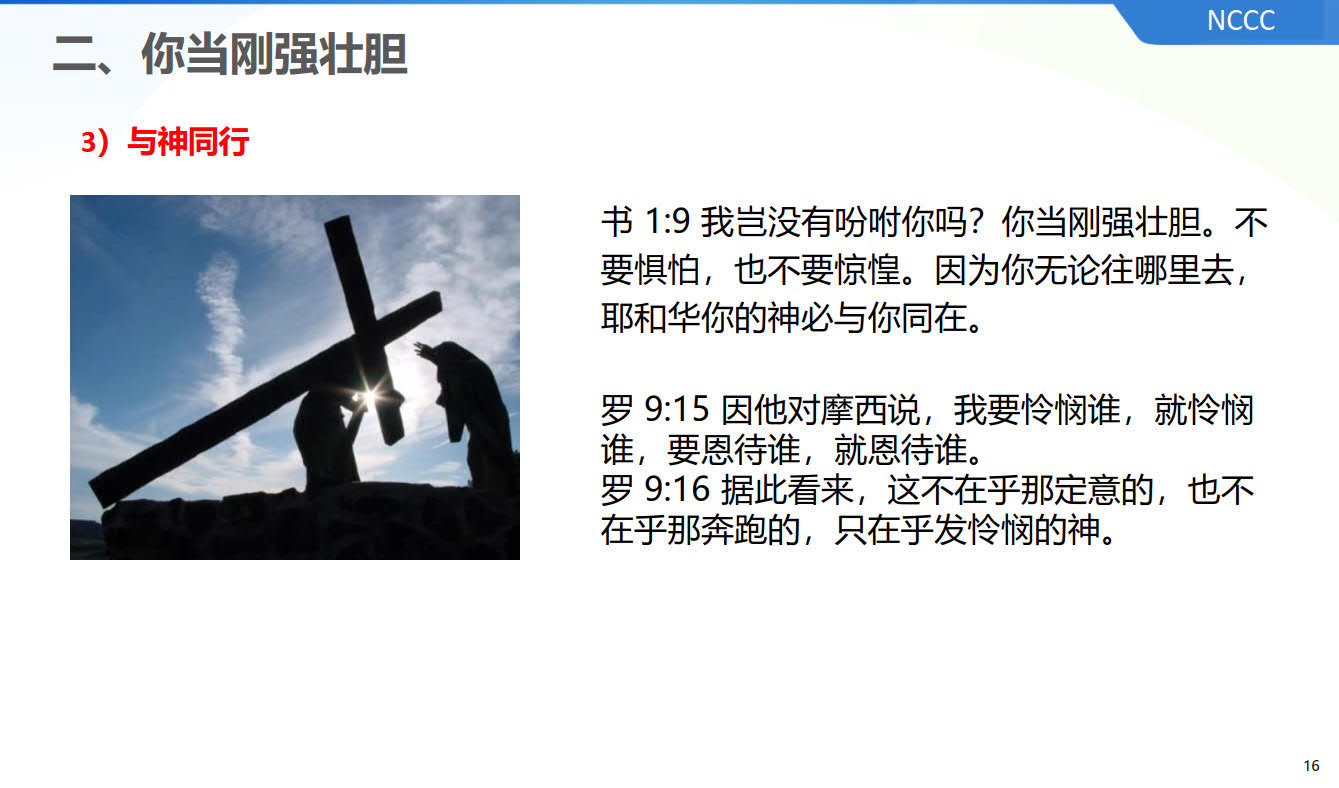 NCCC
二、你当刚强壮胆
3）与神同行
书 1:9 我岂没有吩咐你吗？你当刚强壮胆。不
要惧怕，也不要惊惶。因为你无论往哪里去，
耶和华你的神必与你同在。
罗 9:15 因他对摩西说，我要怜悯谁，就怜悯
谁，要恩待谁，就恩待谁。
罗 9:16 据此看来，这不在乎那定意的，也不
在乎那奔跑的，只在乎发怜悯的神。
16